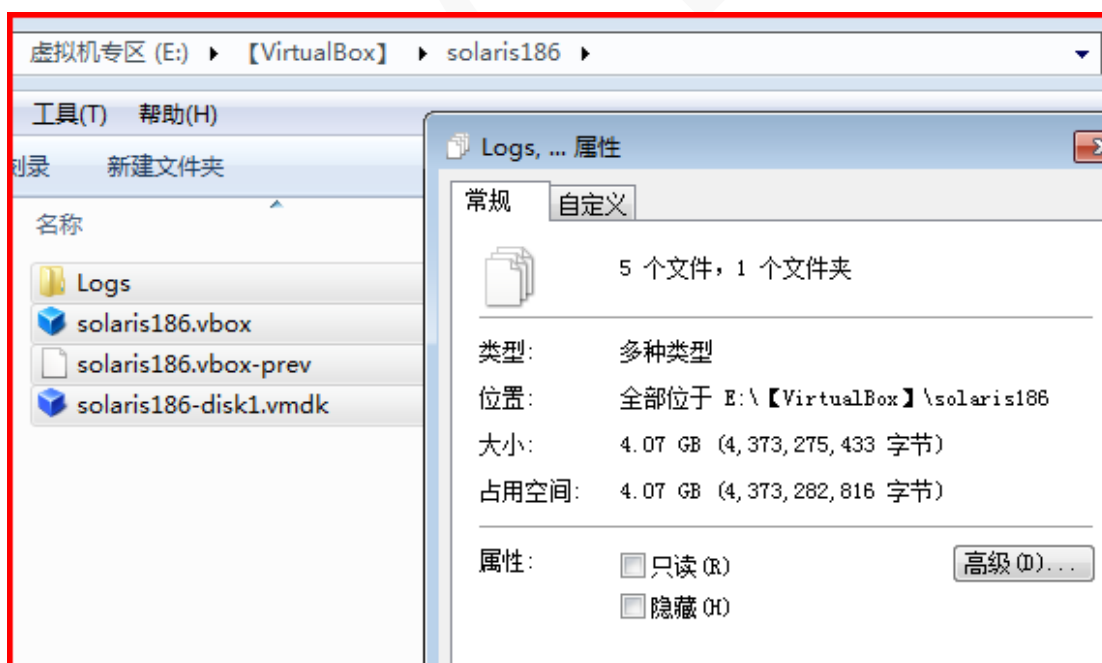 虚拟机专区 (E:) 【VirtualBox】 solaris186
工具(T) 帮助(H)
刻录 新建文件夹
名称
Logs
solaris186.vbox
solaris186.vbox-prev
solaris186-disk1.vmdk
Logs, ... 属性
常规 自定义
5 个文件，1 个文件夹
类型: 多种类型
位置: 全部位于 E:\【VirtualBox】\solaris186
大小: 4.07 GB (4,373,275,433 字节)
占用空间: 4.07 GB (4,373,282,816 字节)
属性: 只读(R) 高级(D)...
隐藏(H)